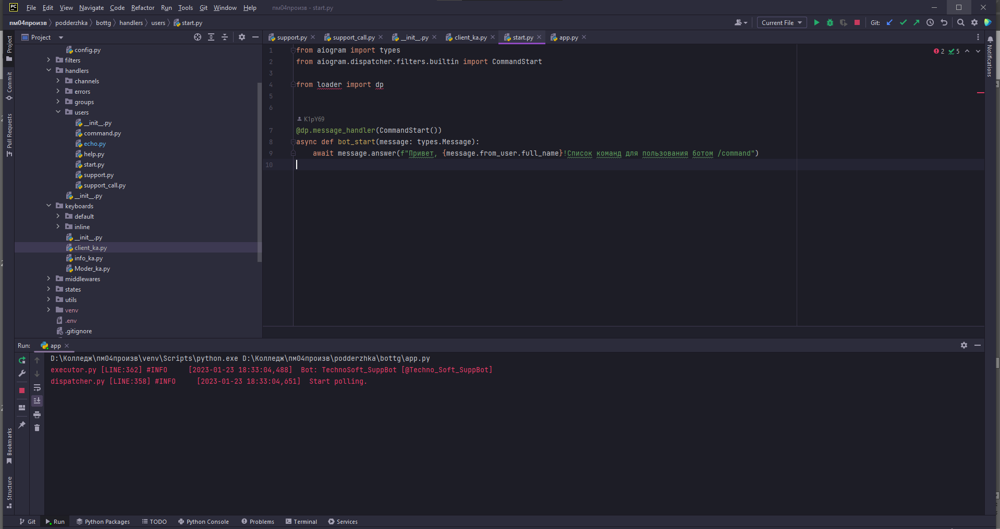 PC File Edit View Navigate Code Refactor Run Tools Git Window Help пм04произв - start.py
пм04произв podderzhka bottg handlers users start.py Current File Git:
Project
Project
support.py support_call.py __init__.py client_ka.py start.py app.py
config.py
filters
handlers
channels
errors
groups
users
__init__.py
command.py
echo.py
help.py
start.py
support.py
support_call.py
__init__.py
keyboards
default
inline
__init__.py
client_ka.py
info_ka.py
Moder_ka.py
middlewares
states
utils
venv
.env
.gitignore
1 from aiogram import types
2 from aiogram.dispatcher.filters.builtin import CommandStart
3
4 from loader import dp
5
6
K1pY69
7 @dp.message_handler(CommandStart())
8 async def bot_start(message: types.Message):
9 await message.answer(f"Привет, {message.from_user.full_name}!Список команд для пользования ботом /command")
10
2 5
Notifications
Commit
Pull Requests
Bookmarks
Structure
Run: app
D:\Колледж\пм04произв\venv\Scripts\python.exe D:\Колледж\пм04произв\podderzhka\bottg\app.py
executor.py [LINE:362] #INFO [2023-01-23 18:33:04,488] Bot: TechnoSoft_SuppBot [@Techno_Soft_SuppBot]
dispatcher.py [LINE:358] #INFO [2023-01-23 18:33:04,651] Start polling.
Git Run Python Packages TODO Python Console Problems Terminal Services